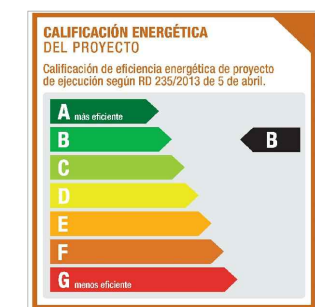 CALIFICACIÓN ENERGÉTICA
DEL PROYECTO
Calificación de eficiencia energética de proyecto
de ejecución según RD 235/2013 de 5 de abril.
A más eficiente
B B
C
D
E
F
G menos eficiente